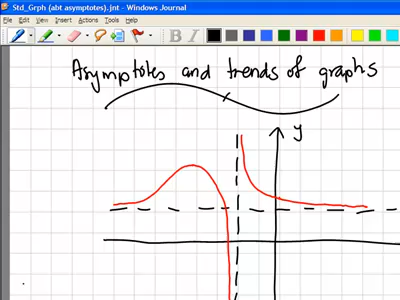 Std_Grph (abt asymptotes).jnt - Windows Journal
File Edit View Insert Actions Tools Help
B
Asymptotes and trends of graphs
y